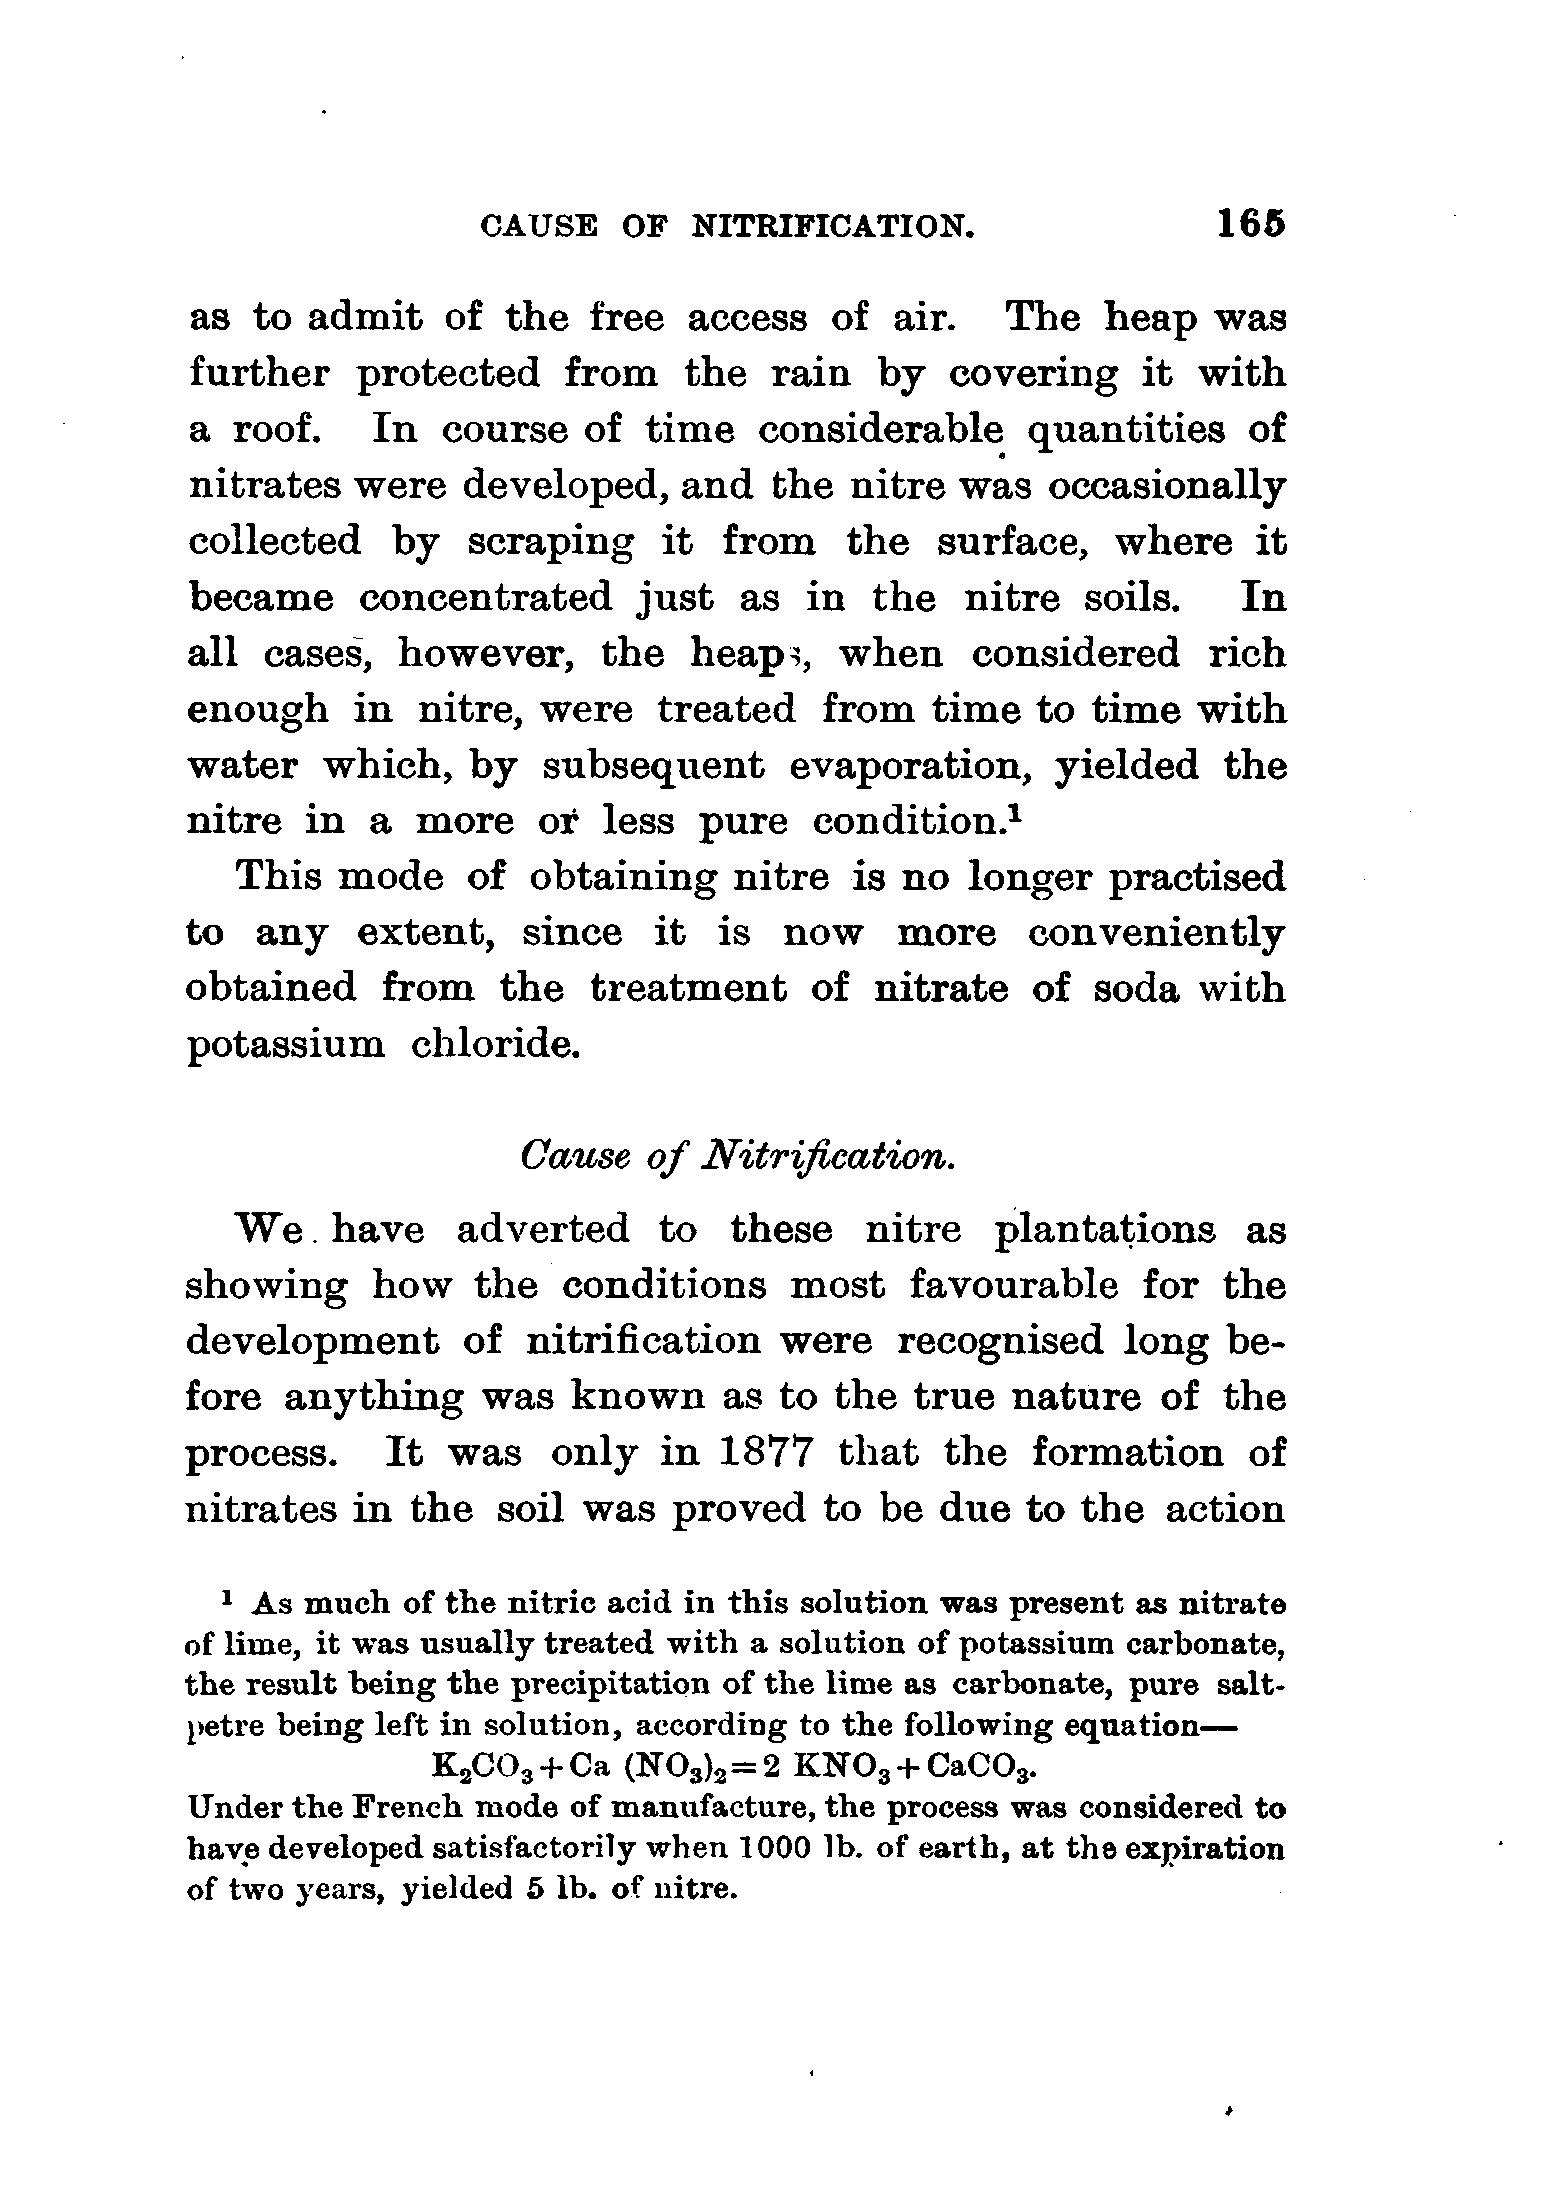 CAUSE OF NITRIFICATION. 165
as to admit of the free access of air. The heap was
further protected from the rain by covering it with
a roof. In course of time considerable quantities of
nitrates were developed, and the nitre was occasionally
collected by scraping it from the surface, where it
became concentrated just as in the nitre soils. In
all cases, however, the heaps, when considered rich
enough in nitre, were treated from time to time with
water which, by subsequent evaporation, yielded the
nitre in a more or less pure condition.¹
This mode of obtaining nitre is no longer practised
to any extent, since it is now more conveniently
obtained from the treatment of nitrate of soda with
potassium chloride.
Cause of Nitrification.
We have adverted to these nitre plantations as
showing how the conditions most favourable for the
development of nitrification were recognised long be-
fore anything was known as to the true nature of the
process. It was only in 1877 that the formation of
nitrates in the soil was proved to be due to the action
¹ As much of the nitric acid in this solution was present as nitrate
of lime, it was usually treated with a solution of potassium carbonate,
the result being the precipitation of the lime as carbonate, pure salt-
petre being left in solution, according to the following equation—
K₂CO₃+Ca (NO₃)₂=2 KNO₃+CaCO₃.
Under the French mode of manufacture, the process was considered to
have developed satisfactorily when 1000 lb. of earth, at the expiration
of two years, yielded 5 lb. of nitre.